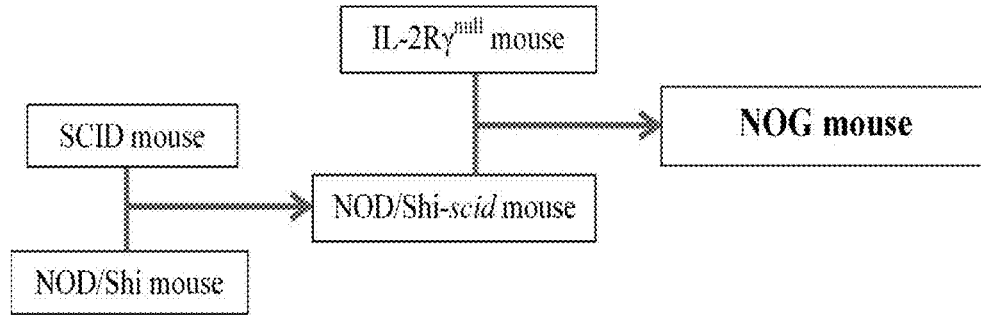 IL-2Rγnull mouse
NOG mouse
SCID mouse
NOD/Shi-scid mouse
NOD/Shi mouse